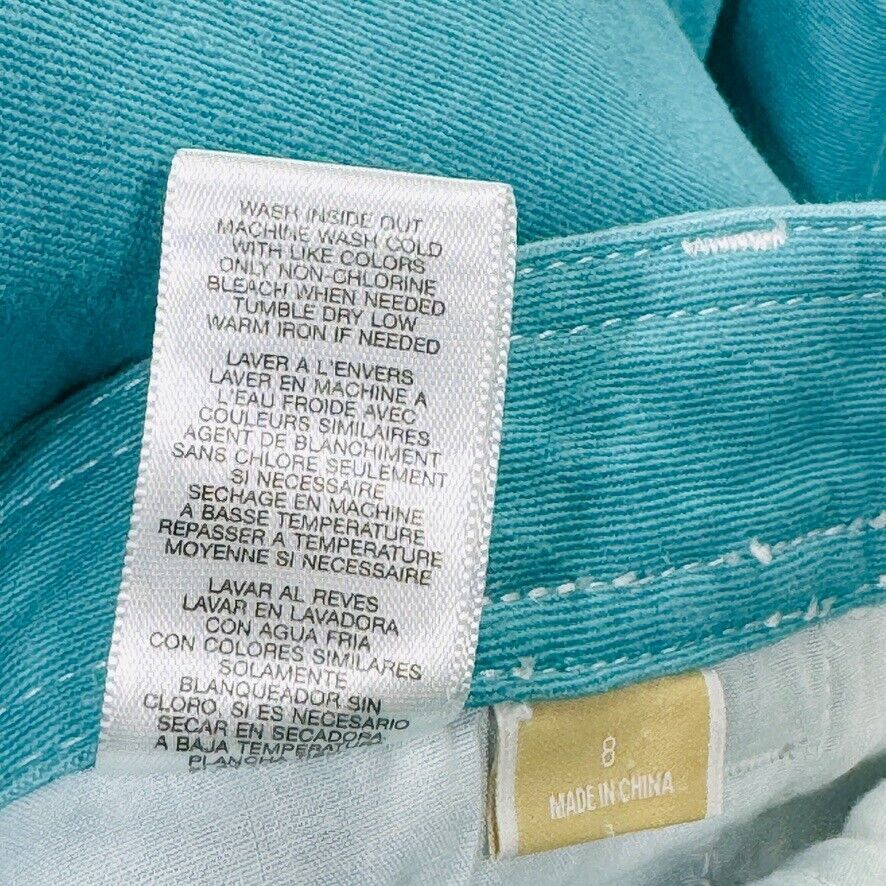 WASH INSIDE OUT
MACHINE WASH COLD
WITH LIKE COLORS
ONLY NON-CHLORINE
BLEACH WHEN NEEDED
TUMBLE DRY LOW
WARM IRON IF NEEDED
LAVER A L'ENVERS
LAVER EN MACHINE A
L'EAU FROIDE AVEC
COULEURS SIMILAIRES
AGENT DE BLANCHIMENT
SANS CHLORE SEULEMENT
SI NECESSAIRE
SECHAGE EN MACHINE
A BASSE TEMPERATURE
REPASSER A TEMPERATURE
MOYENNE SI NECESSAIRE
LAVAR AL REVES
LAVAR EN LAVADORA
CON AGUA FRIA
CON COLORES SIMILARES
SOLAMENTE
BLANQUEADOR SIN
CLORO, SI ES NECESARIO
SECAR EN SECADORA
A BAJA TEMPERATURA
PLANCHA
8
MADE IN CHINA